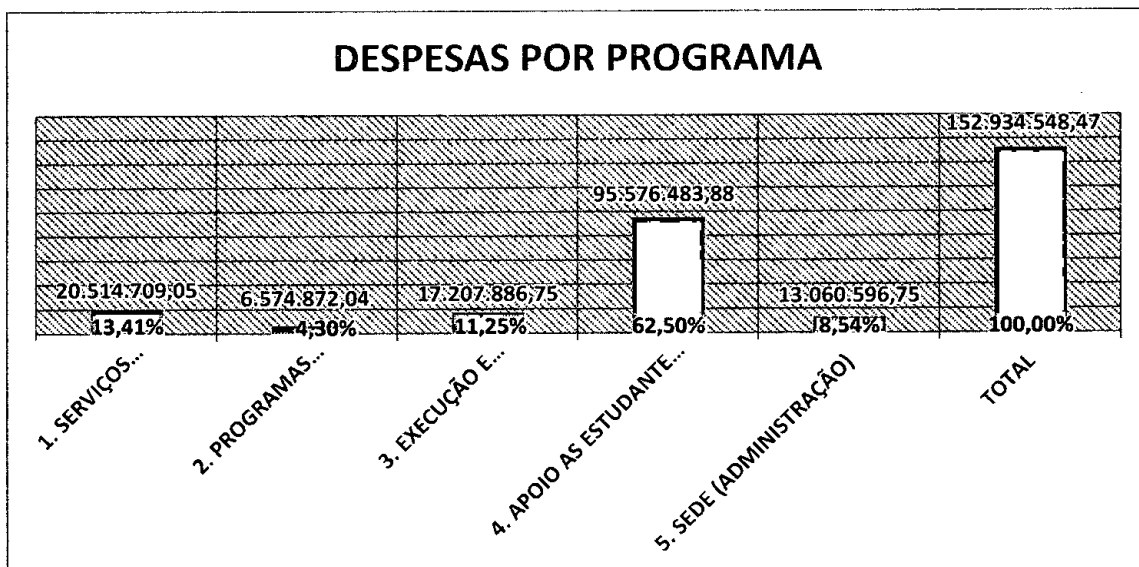 DESPESAS POR PROGRAMA
152.934.548,47
95.576.483,88
20.514.709,05
6.574.872,04
17.207.886,75
13.060.596,75
13,41%
4,30%
11,25%
62,50%
8,54%
100,00%
1. SERVIÇOS...
2. PROGRAMAS...
3. EXECUÇÃO E...
4. APOIO AS ESTUDANTE...
5. SEDE (ADMINISTRAÇÃO)
TOTAL